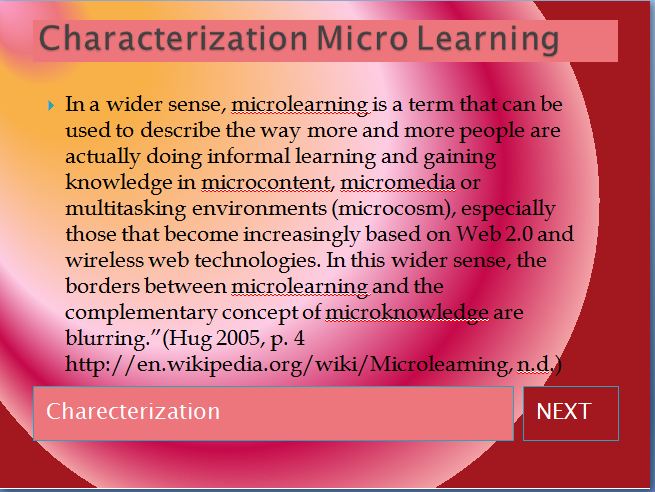 Characterization Micro Learning
In a wider sense, microlearning is a term that can be
used to describe the way more and more people are
actually doing informal learning and gaining
knowledge in microcontent, micromedia or
multitasking environments (microcosm), especially
those that become increasingly based on Web 2.0 and
wireless web technologies. In this wider sense, the
borders between microlearning and the
complementary concept of microknowledge are
blurring.”(Hug 2005, p. 4
http://en.wikipedia.org/wiki/Microlearning, n.d.)
Charecterization
NEXT